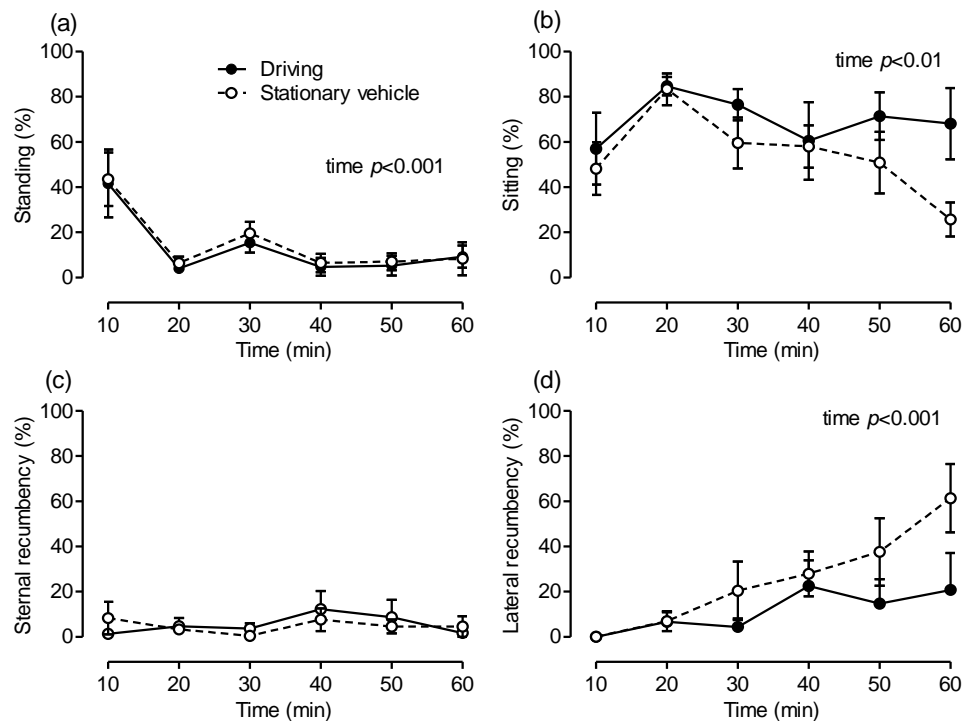 (a)
(b)
100
80
60
40
20
0
Standing (%)
Driving
Stationary vehicle
time p<0.001
10 20 30 40 50 60
Time (min)
100
80
60
40
20
0
Sitting (%)
time p<0.01
10 20 30 40 50 60
Time (min)
(c)
(d)
100
80
60
40
20
0
Sternal recumbency (%)
10 20 30 40 50 60
Time (min)
100
80
60
40
20
0
Lateral recumbency (%)
time p<0.001
10 20 30 40 50 60
Time (min)